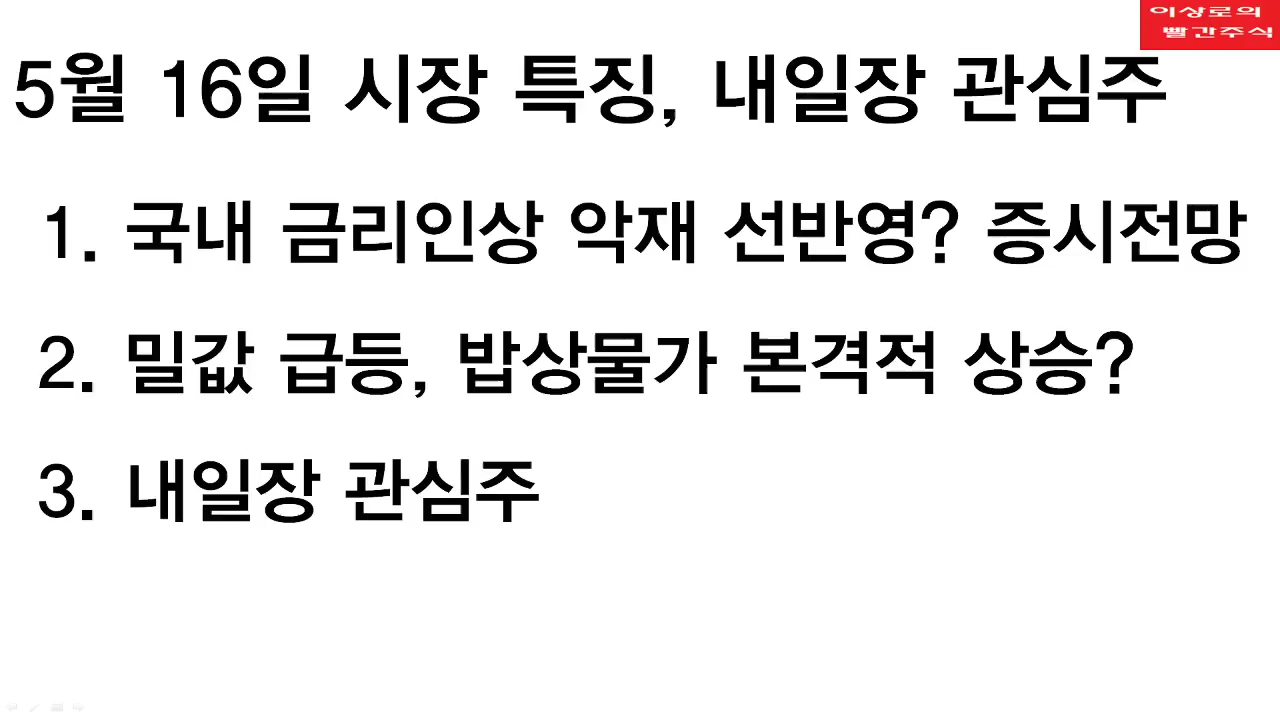 이상로의
빨간주식
5월 16일 시장 특징, 내일장 관심주
1. 국내 금리인상 악재 선반영? 증시전망
2. 밀값 급등, 밥상물가 본격적 상승?
3. 내일장 관심주